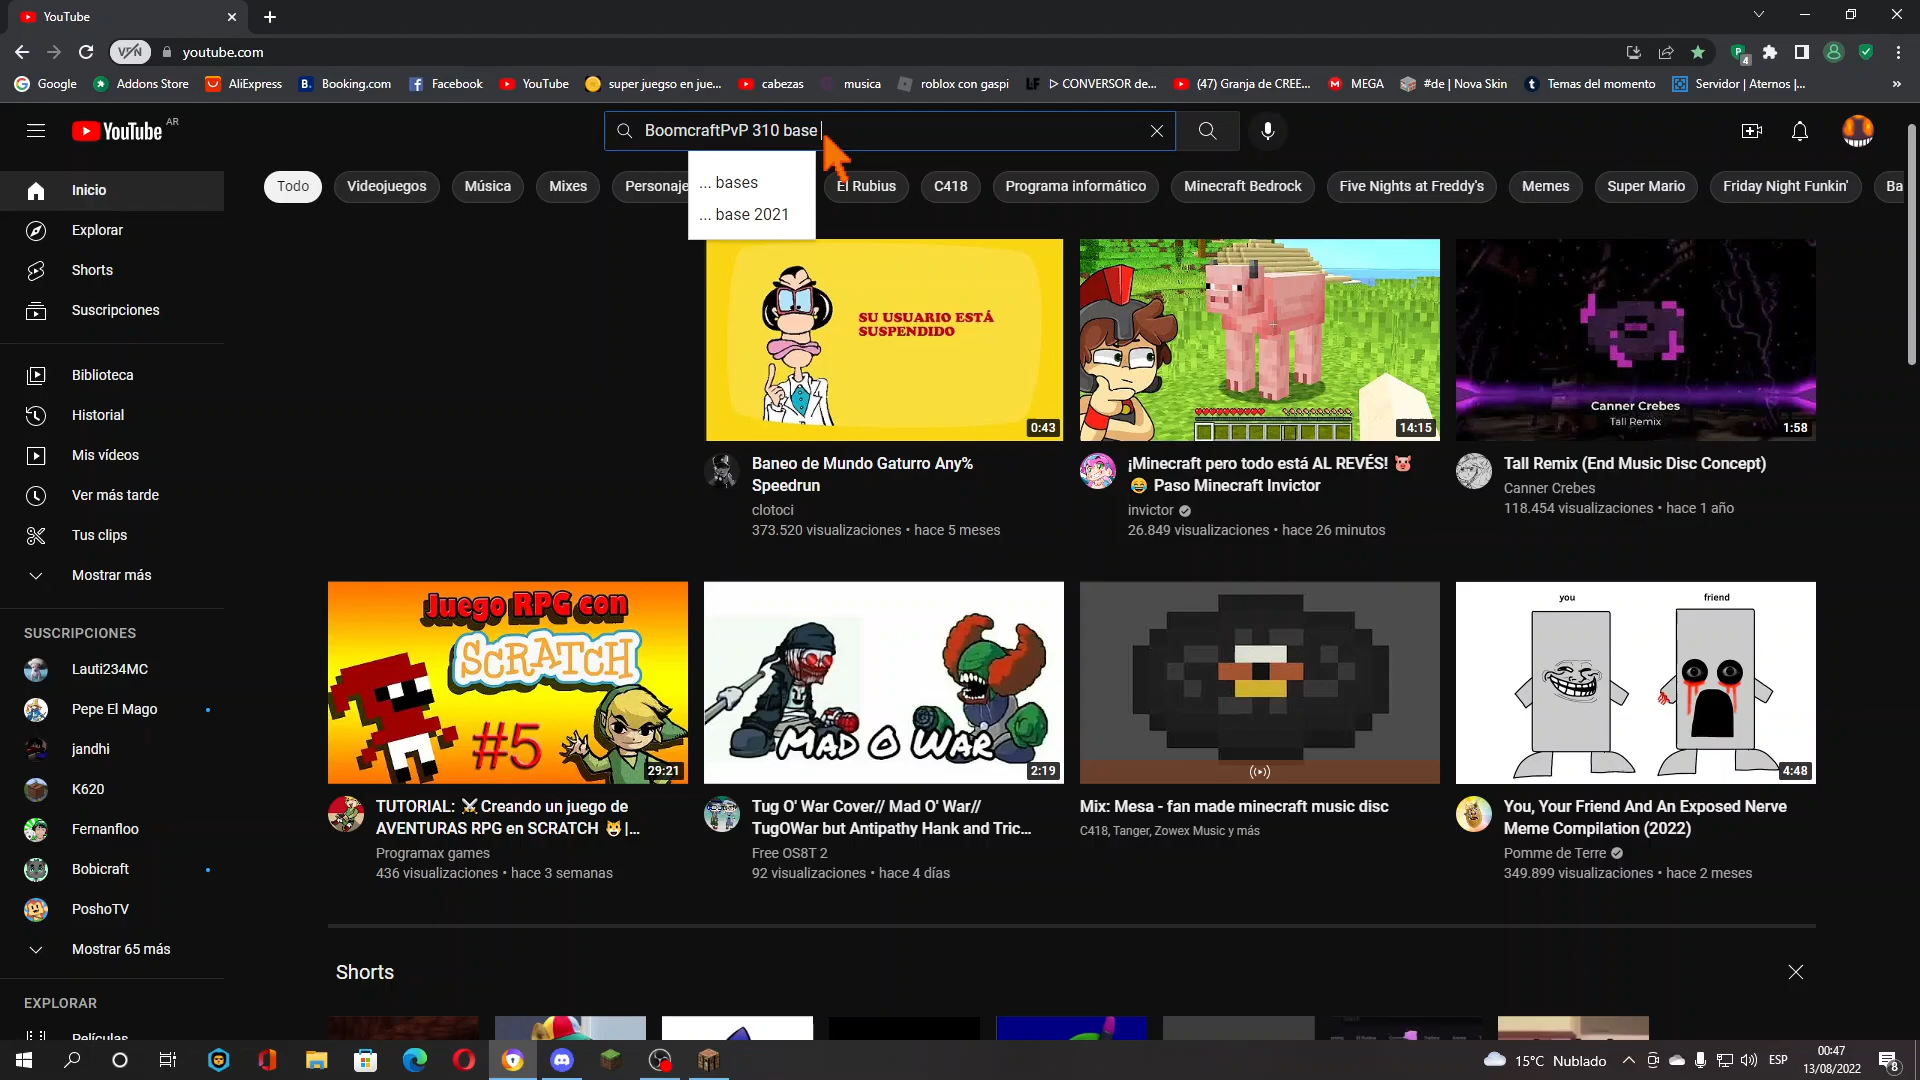 YouTube
VPN
youtube.com
4
Google
Addons Store
AliExpress
B.
Booking.com
Facebook
YouTube
super juegso en jue...
cabezas
musica
roblox con gaspi
LF
▷ CONVERSOR de...
(47) Granja de CREE...
M
MEGA
#de | Nova Skin
t
Temas del momento
Servidor | Aternos |...
»
YouTube AR
BoomcraftPvP 310 base
... bases
... base 2021
Todo
Videojuegos
Música
Mixes
Personaje
El Rubius
C418
Programa informático
Minecraft Bedrock
Five Nights at Freddy's
Memes
Super Mario
Friday Night Funkin'
Ba
Inicio
Explorar
Shorts
Suscripciones
Biblioteca
Historial
Mis vídeos
Ver más tarde
Tus clips
Mostrar más
SUSCRIPCIONES
Lauti234MC
Pepe El Mago
jandhi
K620
Fernanfloo
Bobicraft
PoshoTV
Mostrar 65 más
EXPLORAR
Películas
SU USUARIO ESTÁ
SUSPENDIDO
0:43
Baneo de Mundo Gaturro Any%
Speedrun
clotoci
373.520 visualizaciones • hace 5 meses
14:15
¡Minecraft pero todo está AL REVÉS! 🐷
😂 Paso Minecraft Invictor
invictor
26.849 visualizaciones • hace 26 minutos
Canner Crebes
Tall Remix
1:58
Tall Remix (End Music Disc Concept)
Canner Crebes
118.454 visualizaciones • hace 1 año
Juego RPG con
SCRATCH
#5
29:21
TUTORIAL: ⚔️Creando un juego de
AVENTURAS RPG en SCRATCH 😺|...
Programax games
436 visualizaciones • hace 3 semanas
MAD O WAR
2:19
Tug O' War Cover// Mad O' War//
TugOWar but Antipathy Hank and Tric...
Free OS8T 2
92 visualizaciones • hace 4 días
Mix: Mesa - fan made minecraft music disc
C418, Tanger, Zowex Music y más
you
friend
4:48
You, Your Friend And An Exposed Nerve
Meme Compilation (2022)
Pomme de Terre
349.899 visualizaciones • hace 2 meses
Shorts
15°C Nublado
ESP
00:47
13/08/2022
8